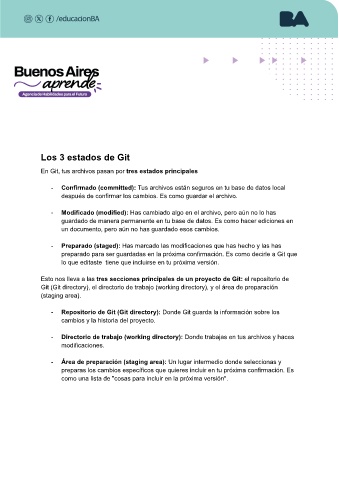 /educacionBA
BA
Buenos Aires
aprende
Agencia de Habilidades para el Futuro
Los 3 estados de Git
En Git, tus archivos pasan por tres estados principales
- Confirmado (committed): Tus archivos están seguros en tu base de datos local
después de confirmar los cambios. Es como guardar el archivo.
- Modificado (modified): Has cambiado algo en el archivo, pero aún no lo has
guardado de manera permanente en tu base de datos. Es como hacer ediciones en
un documento, pero aún no has guardado esos cambios.
- Preparado (staged): Has marcado las modificaciones que has hecho y las has
preparado para ser guardadas en la próxima confirmación. Es como decirle a Git que
lo que editaste tiene que incluirse en tu próxima versión.
Esto nos lleva a las tres secciones principales de un proyecto de Git: el repositorio de
Git (Git directory), el directorio de trabajo (working directory), y el área de preparación
(staging area).
- Repositorio de Git (Git directory): Donde Git guarda la información sobre los
cambios y la historia del proyecto.
- Directorio de trabajo (working directory): Donde trabajas en tus archivos y haces
modificaciones.
- Área de preparación (staging area): Un lugar intermedio donde seleccionas y
preparas los cambios específicos que quieres incluir en tu próxima confirmación. Es
como una lista de "cosas para incluir en la próxima versión".